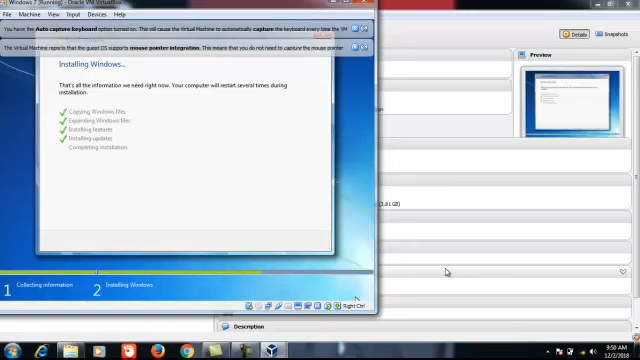 Windows 7 [Running] - Oracle VM VirtualBox
File Machine View Input Devices Help
You have the Auto capture keyboard option turned on. This will cause the Virtual Machine to automatically capture the keyboard every time the VM
The Virtual Machine reports that the guest OS supports mouse pointer integration. This means that you do not need to capture the mouse pointer
Details Snapshots
Preview
Installing Windows...
That's all the information we need right now. Your computer will restart several times during
installation.
Copying Windows files
Expanding Windows files
Installing features
Installing updates
Completing installation
(3.81 GB)
1 Collecting information
2 Installing Windows
Right Ctrl
Description
9:50 AM
12/2/2016